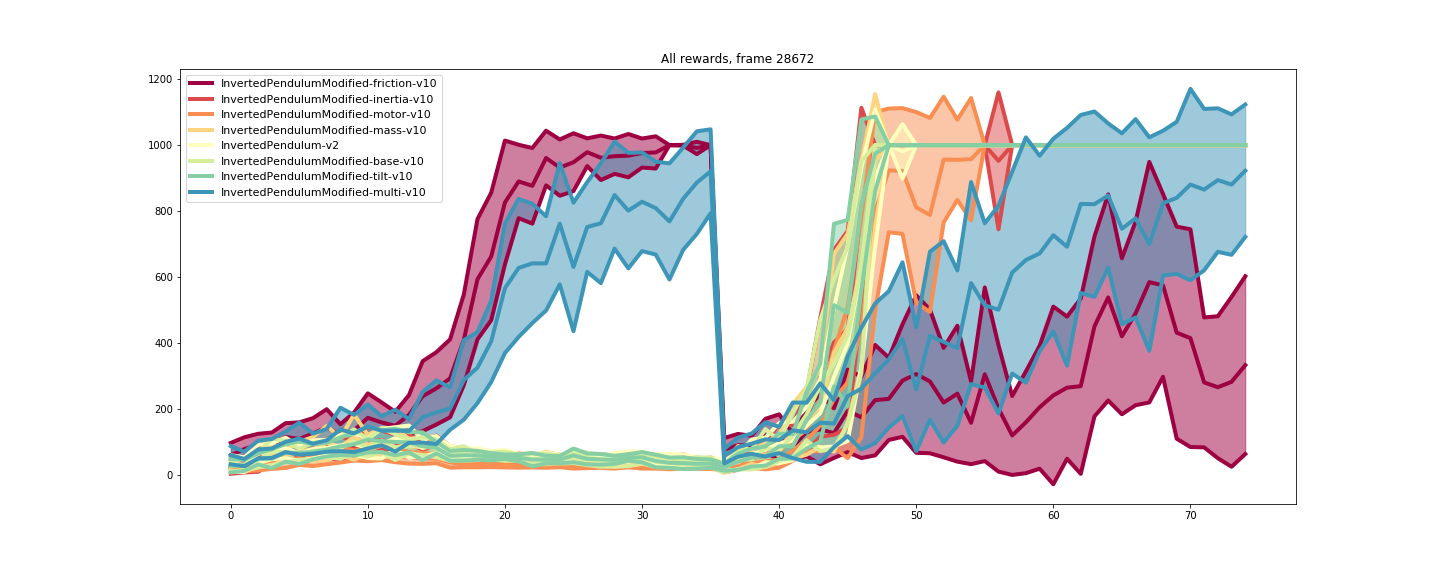 All rewards, frame 28672
1200
1000
800
600
400
200
0
InvertedPendulumModified-friction-v10
InvertedPendulumModified-inertia-v10
InvertedPendulumModified-motor-v10
InvertedPendulumModified-mass-v10
InvertedPendulum-v2
InvertedPendulumModified-base-v10
InvertedPendulumModified-tilt-v10
InvertedPendulumModified-multi-v10
0 10 20 30 40 50 60 70